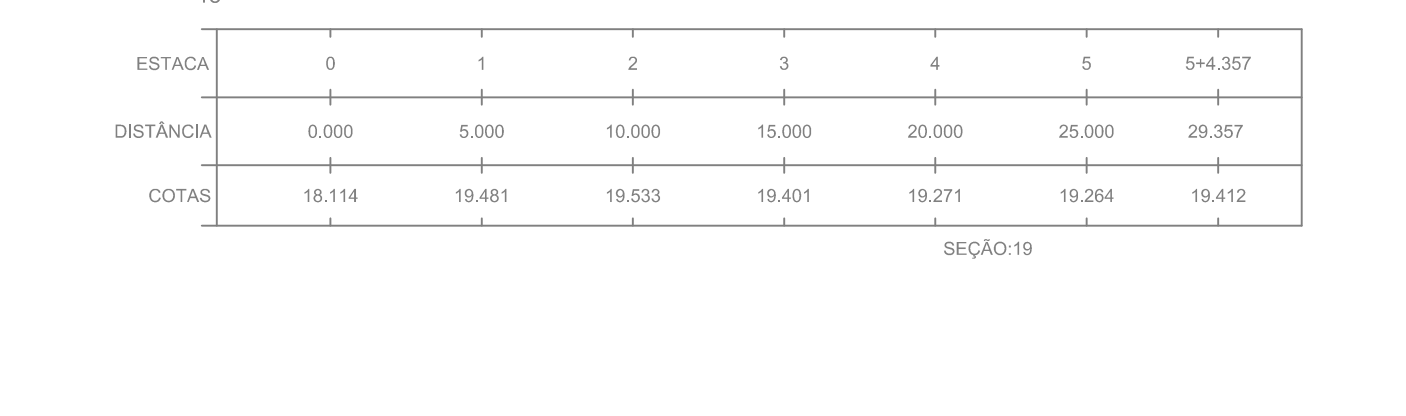 ESTACA 0 1 2 3 4 5 5+4.357
DISTÂNCIA 0.000 5.000 10.000 15.000 20.000 25.000 29.357
COTAS 18.114 19.481 19.533 19.401 19.271 19.264 19.412
SEÇÃO:19